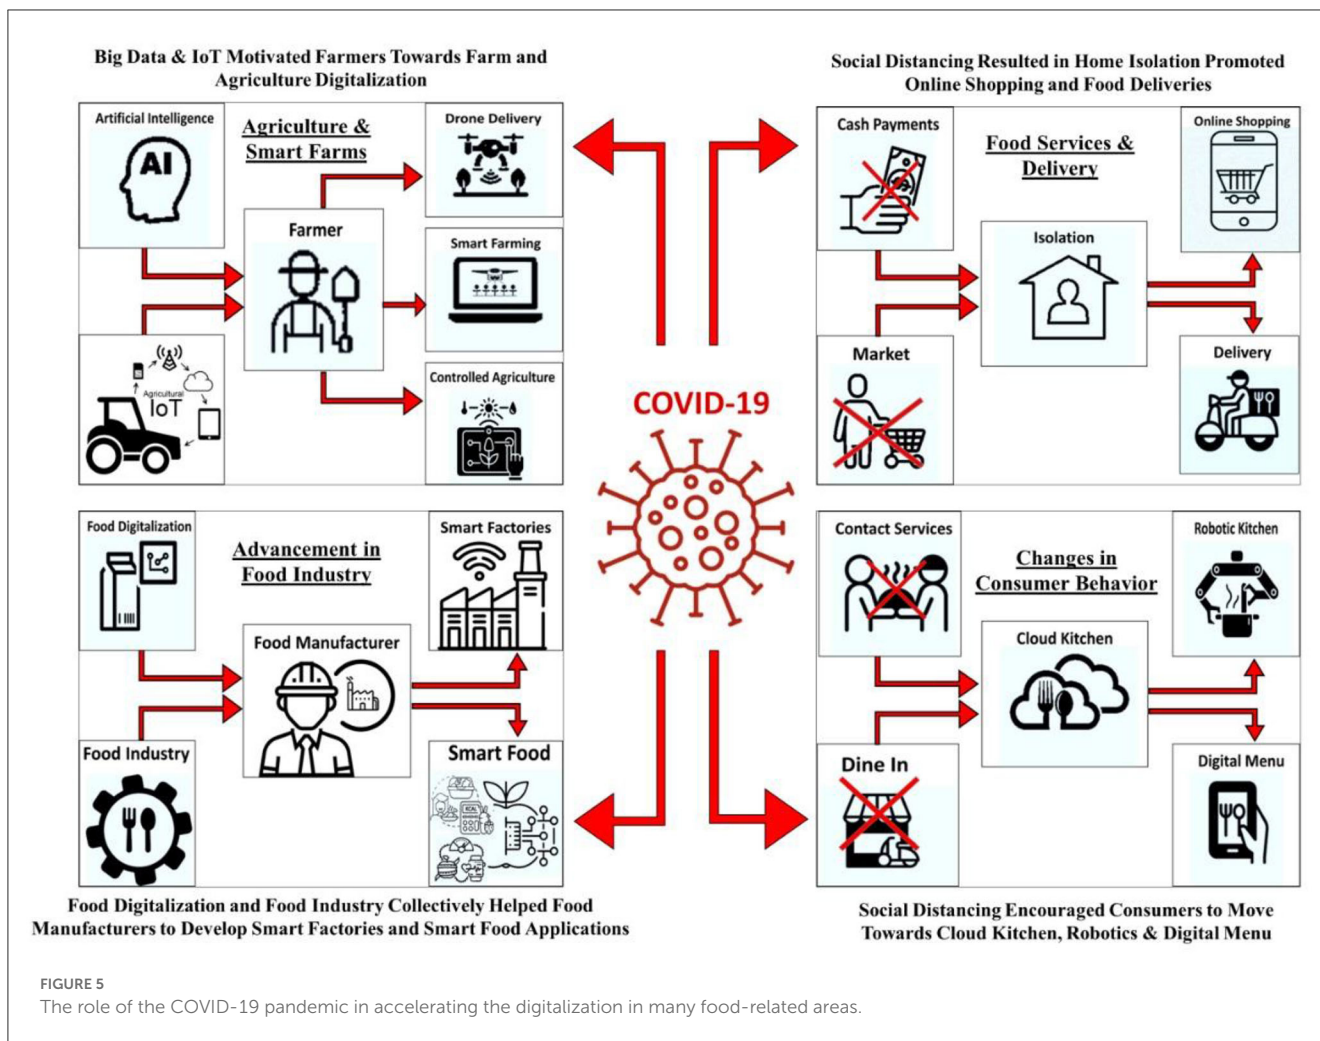 Big Data & IoT Motivated Farmers Towards Farm and
Agriculture Digitalization
Artificial Intelligence
AI
Agriculture &
Smart Farms
Drone Delivery
Farmer
Smart Farming
Agricultural
IoT
Controlled Agriculture
Social Distancing Resulted in Home Isolation Promoted
Online Shopping and Food Deliveries
Cash Payments
Food Services &
Delivery
Online Shopping
Isolation
Market
Delivery
COVID-19
Food Digitalization
Advancement in
Food Industry
Smart Factories
Food Manufacturer
Food Industry
Smart Food
KCAL
Food Digitalization and Food Industry Collectively Helped Food
Manufacturers to Develop Smart Factories and Smart Food Applications
Contact Services
Changes in
Consumer Behavior
Robotic Kitchen
Cloud Kitchen
Dine In
Digital Menu
Social Distancing Encouraged Consumers to Move
Towards Cloud Kitchen, Robotics & Digital Menu
FIGURE 5
The role of the COVID-19 pandemic in accelerating the digitalization in many food-related areas.